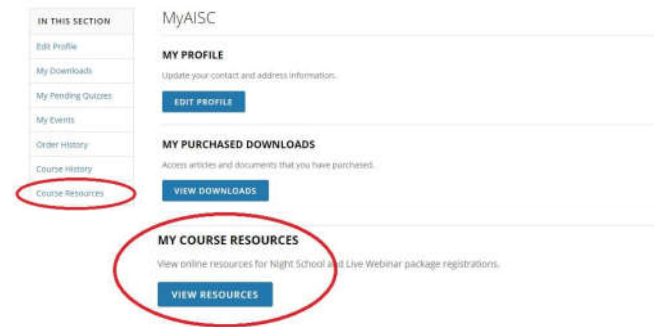 IN THIS SECTION
Edit Profile
My Downloads
My Pending Quizzes
My Events
Order History
Course History
Course Resources
MyAISC
MY PROFILE
Update your contact and address information.
EDIT PROFILE
MY PURCHASED DOWNLOADS
Access articles and documents that you have purchased.
VIEW DOWNLOADS
MY COURSE RESOURCES
View online resources for Night School and Live Webinar package registrations.
VIEW RESOURCES